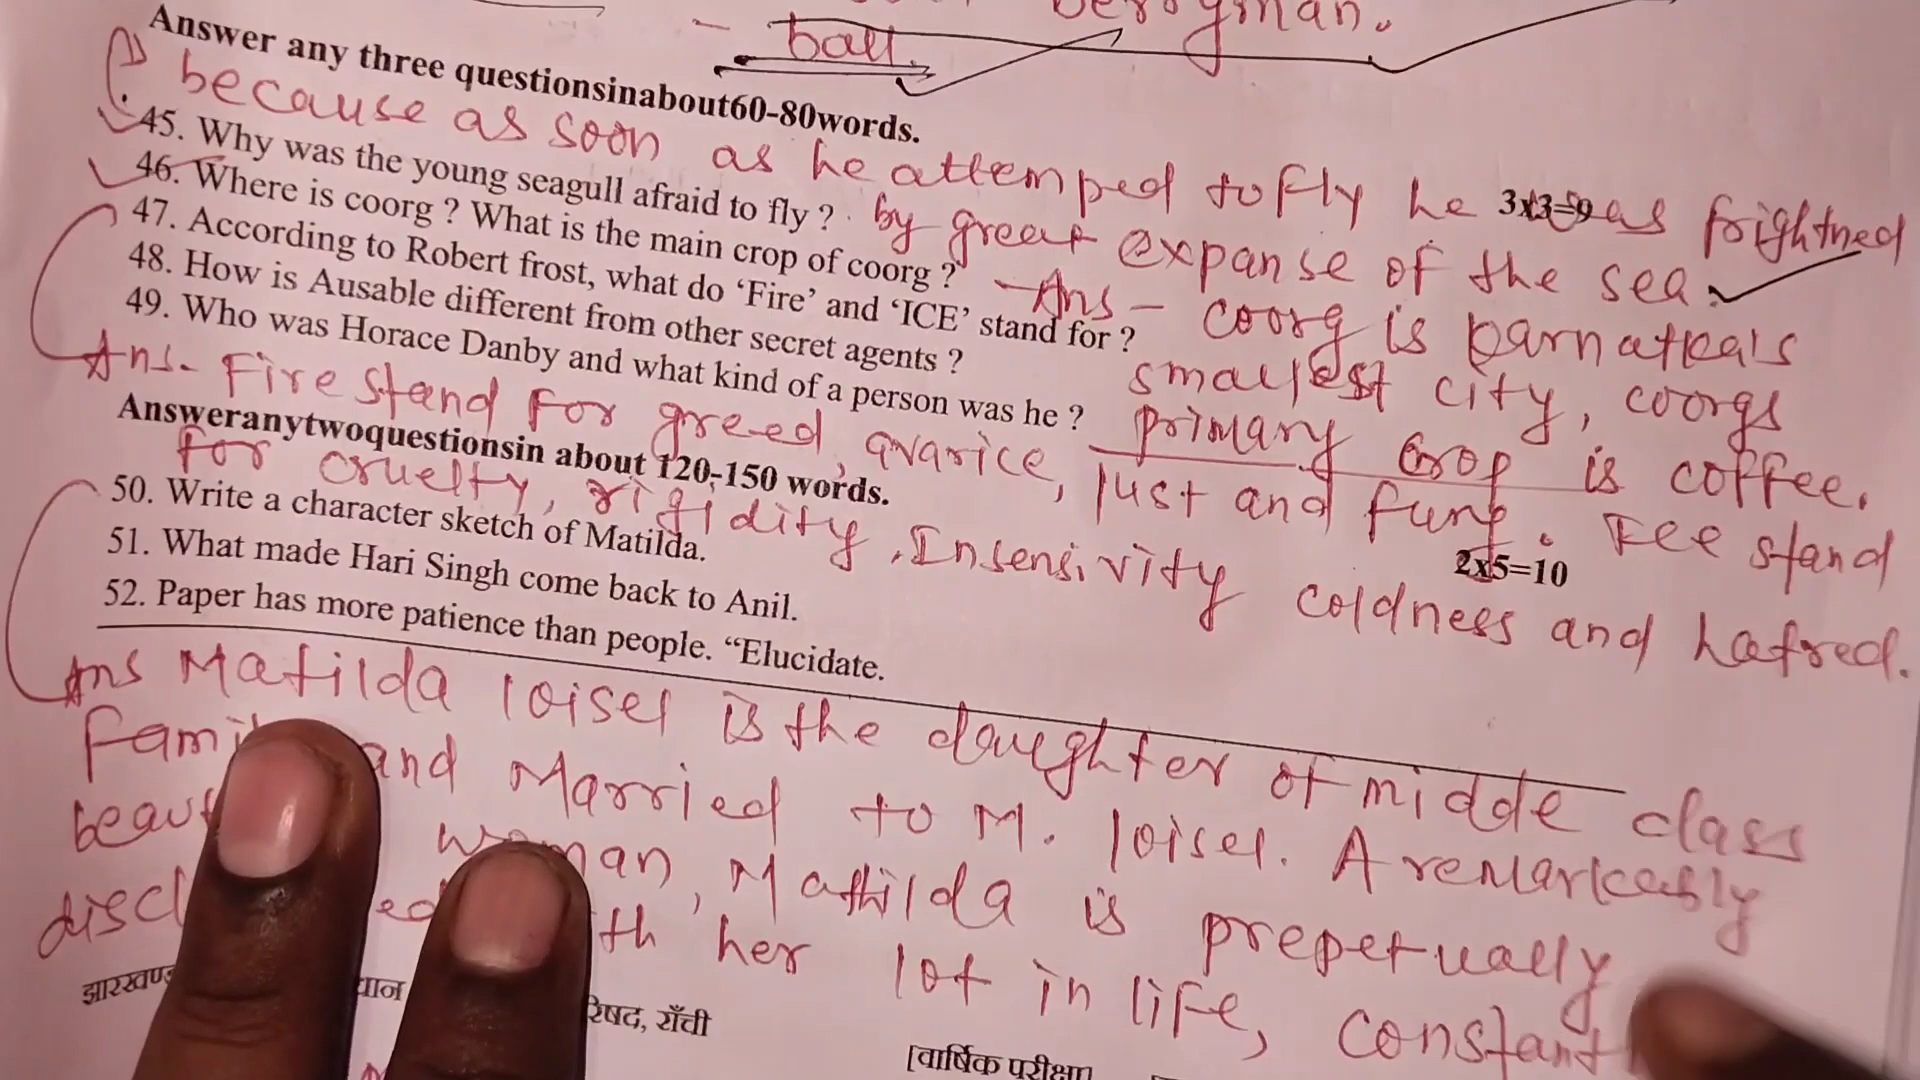 berryman.
- ball.
Answer any three questionsinabout60-80words.
because as soon as he attemped to fly he was frightned
3x3=9
45. Why was the young seagull afraid to fly ?
by great expanse of the sea.
46. Where is coorg ? What is the main crop of coorg ?
-Ans - coorg is karnatka's
47. According to Robert frost, what do ‘Fire’ and ‘ICE’ stand for ?
smallest city, coorgs
48. How is Ausable different from other secret agents ?
primary crop is coffee.
49. Who was Horace Danby and what kind of a person was he ?
Ans. Fire stand for greed, avarice, lust and fury. Ice stand
Answeranytwoquestionsin about 120-150 words.
2x5=10
for cruelty, rigidity, Insensivity coldness and hatred.
50. Write a character sketch of Matilda.
51. What made Hari Singh come back to Anil.
52. Paper has more patience than people. “Elucidate.
Ans Matilda loisel is the daughter of midde class
and Married to M. loisel. A remarkeably
woman, Mathilda is prepetually
her lot in life,
रिषद, राँची
[वार्षिक परीक्षा]